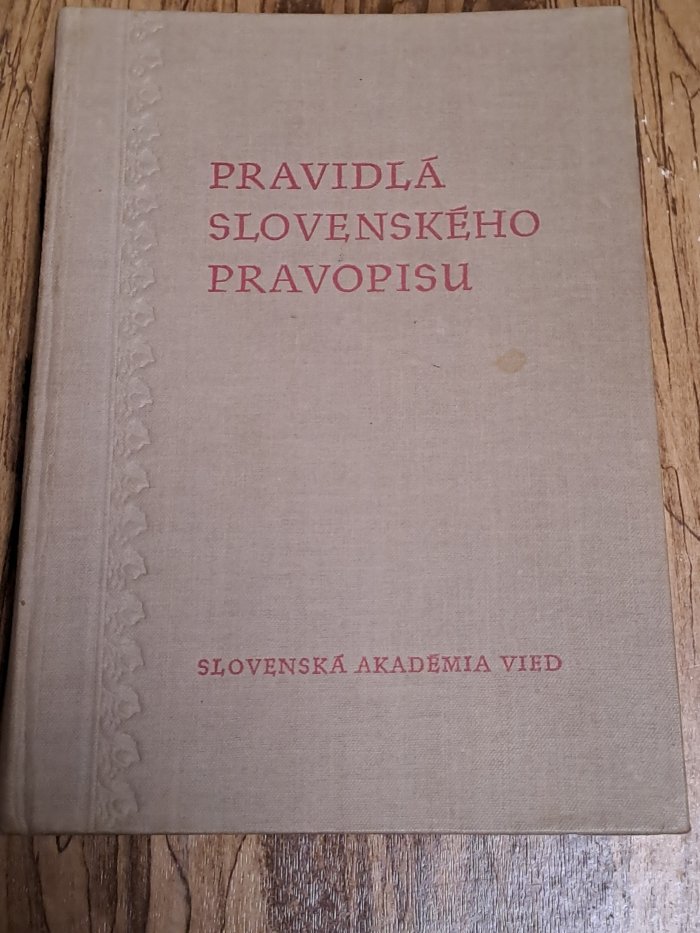 PRAVIDLÁ
SLOVENSKÉHO
PRAVOPISU
SLOVENSKÁ AKADÉMIA VIED